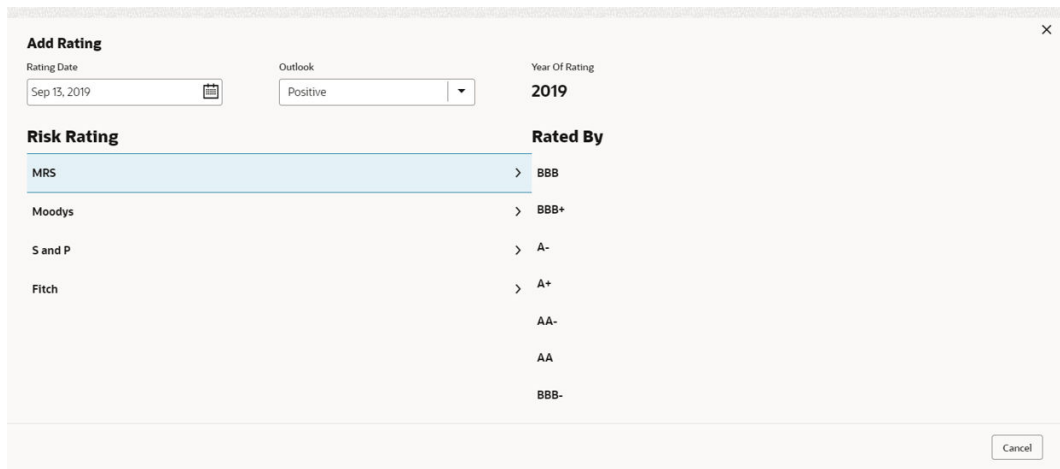 Add Rating
Rating Date
Outlook
Year Of Rating
Sep 13, 2019
Positive
2019
Risk Rating
Rated By
MRS
BBB
Moodys
BBB+
S and P
A-
Fitch
A+
AA-
AA
BBB-
Cancel